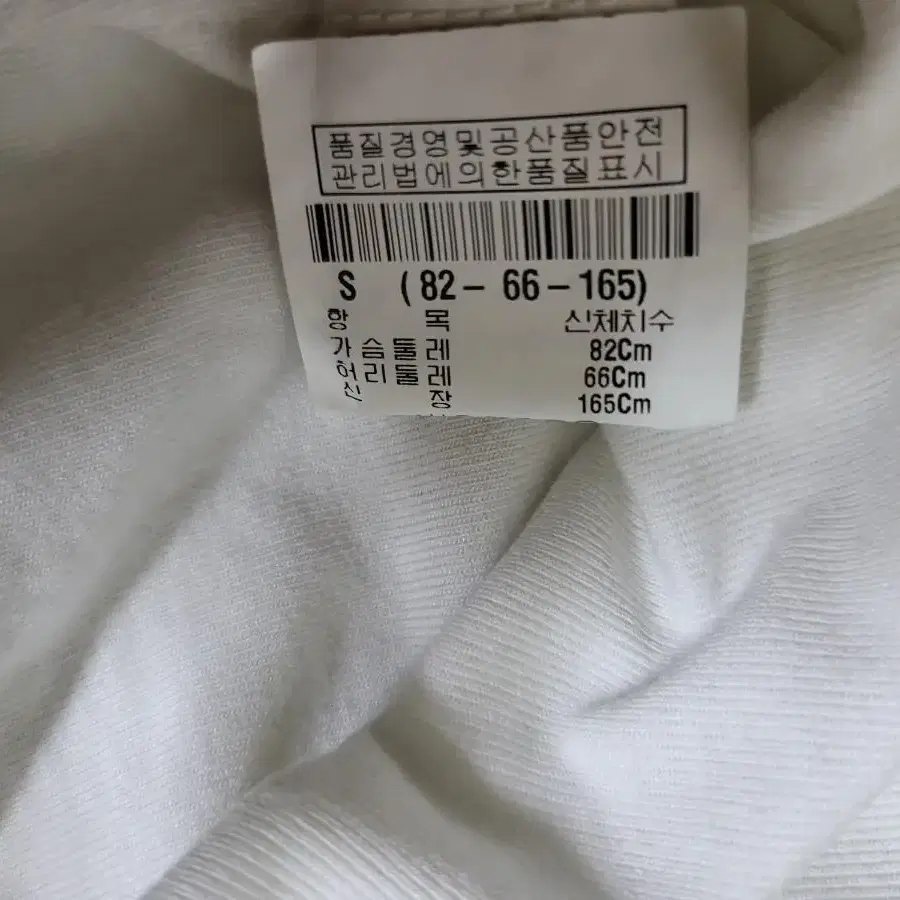 품질경영및공산품안전
관리법에의한품질표시
S (82-66-165)
항 목 신체치수
가슴둘레 82Cm
허리둘레 66Cm
신 장 165Cm